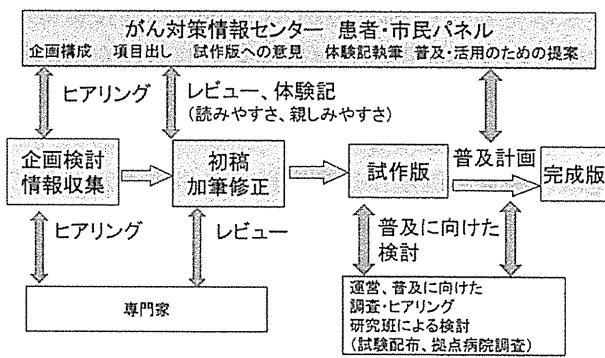 がん対策情報センター 患者・市民パネル
企画構成 項目出し 試作版への意見 体験記執筆 普及・活用のための提案
ヒアリング
レビュー、体験記
(読みやすさ、親しみやすさ)
企画検討
情報収集
初稿
加筆修正
試作版
普及計画
完成版
ヒアリング
レビュー
普及に向けた
検討
専門家
運営、普及に向けた
調査・ヒアリング
研究班による検討
(試験配布、拠点病院調査)